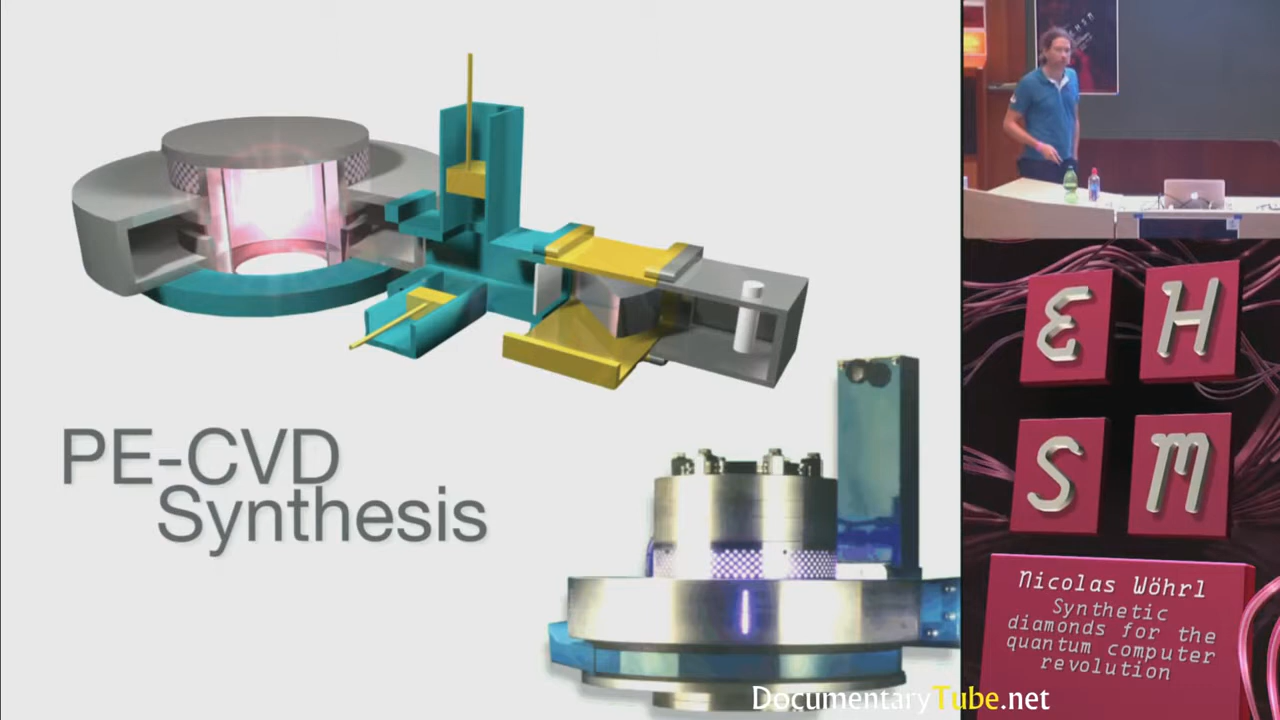 PE-CVD
Synthesis
E H
S M
Nicolas Wöhrl
Synthetic
diamonds for the
quantum computer
revolution
DocumentaryTube.net